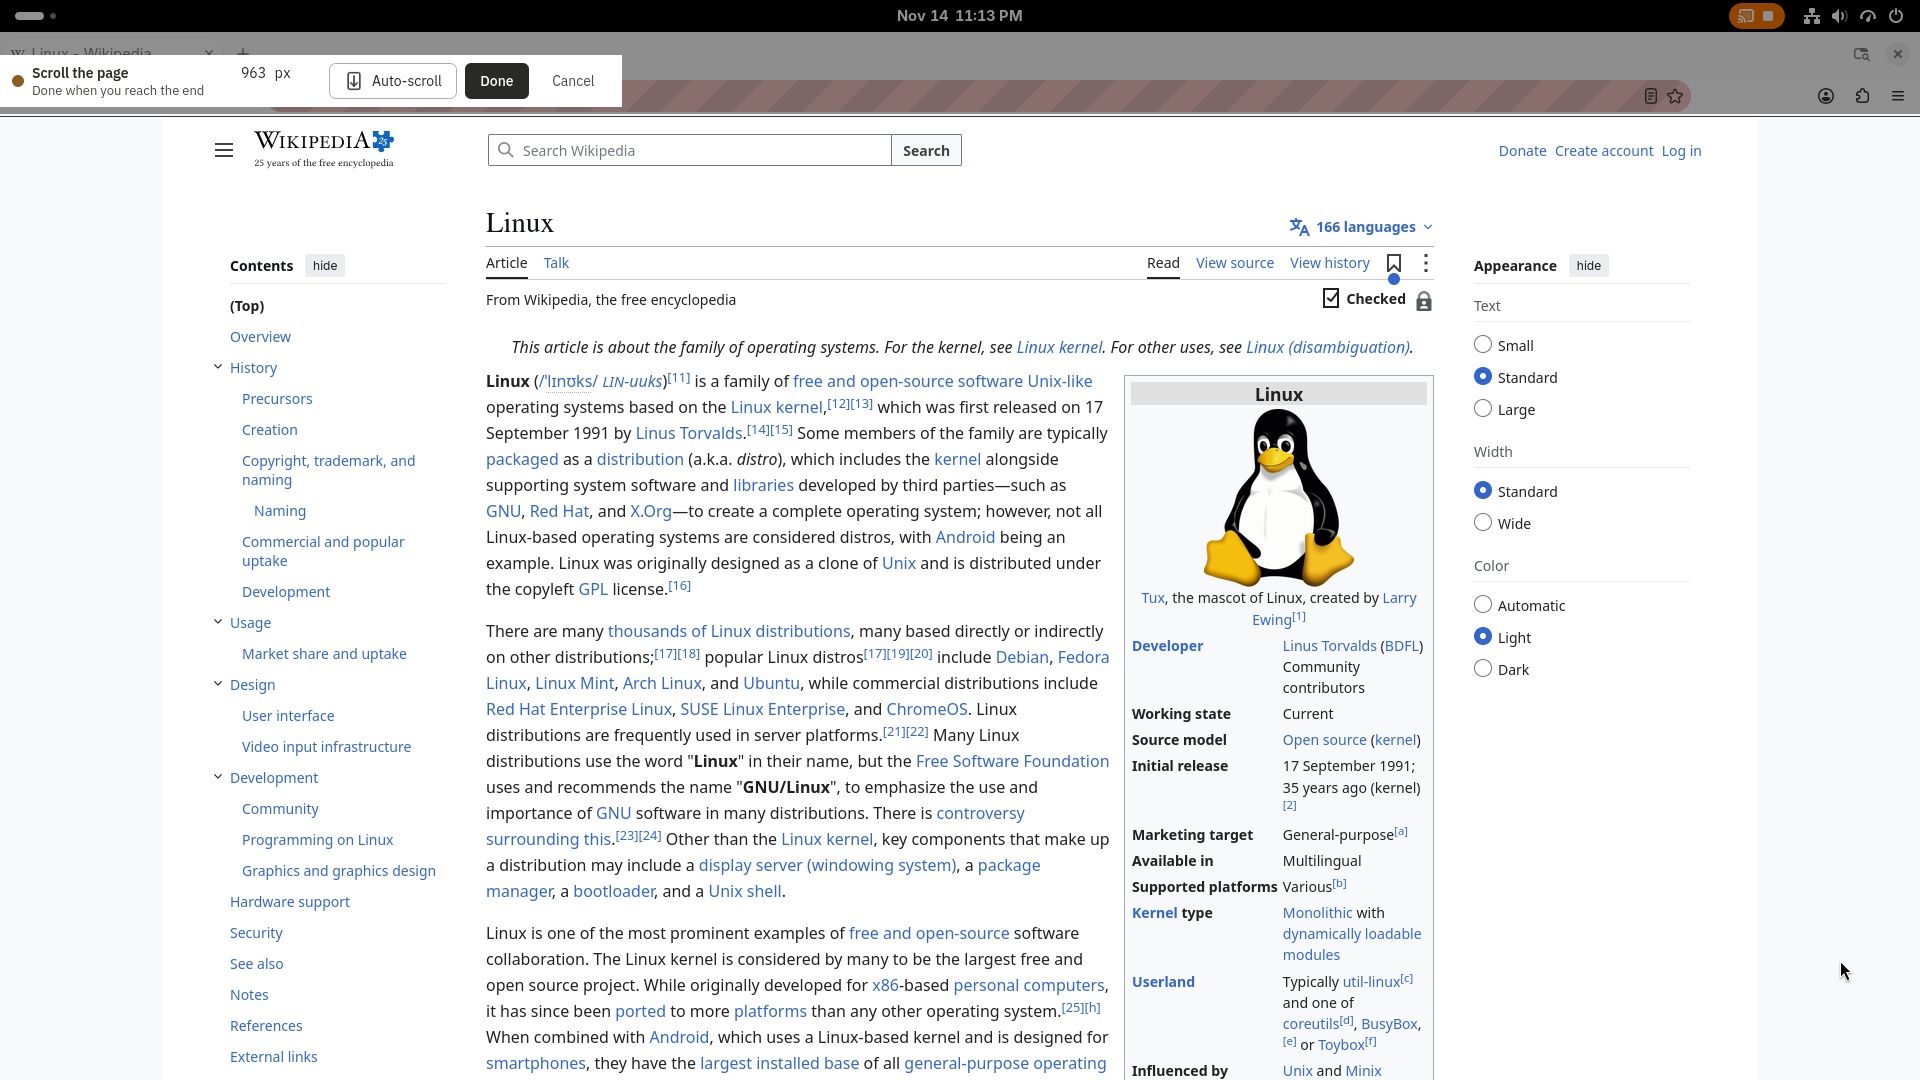 Nov 14 11:13 PM
Linux - Wikipedia
Scroll the page
Done when you reach the end
963 px
Auto-scroll
Done
Cancel
WIKIPEDIA 25
25 years of the free encyclopedia
Search Wikipedia
Search
Donate Create account Log in
Linux
166 languages
Contents hide
Article Talk Read View source View history
Appearance hide
From Wikipedia, the free encyclopedia
Checked
(Top)
Overview
History
Precursors
Creation
Copyright, trademark, and
naming
Naming
Commercial and popular
uptake
Development
Usage
Market share and uptake
Design
User interface
Video input infrastructure
Development
Community
Programming on Linux
Graphics and graphics design
Hardware support
Security
See also
Notes
References
External links
This article is about the family of operating systems. For the kernel, see Linux kernel. For other uses, see Linux (disambiguation).
Linux (/ˈlɪnʊks/ LIN-uuks)[11] is a family of free and open-source software Unix-like
operating systems based on the Linux kernel,[12][13] which was first released on 17
September 1991 by Linus Torvalds.[14][15] Some members of the family are typically
packaged as a distribution (a.k.a. distro), which includes the kernel alongside
supporting system software and libraries developed by third parties—such as
GNU, Red Hat, and X.Org—to create a complete operating system; however, not all
Linux-based operating systems are considered distros, with Android being an
example. Linux was originally designed as a clone of Unix and is distributed under
the copyleft GPL license.[16]
There are many thousands of Linux distributions, many based directly or indirectly
on other distributions;[17][18] popular Linux distros[17][19][20] include Debian, Fedora
Linux, Linux Mint, Arch Linux, and Ubuntu, while commercial distributions include
Red Hat Enterprise Linux, SUSE Linux Enterprise, and ChromeOS. Linux
distributions are frequently used in server platforms.[21][22] Many Linux
distributions use the word "Linux" in their name, but the Free Software Foundation
uses and recommends the name "GNU/Linux", to emphasize the use and
importance of GNU software in many distributions. There is controversy
surrounding this.[23][24] Other than the Linux kernel, key components that make up
a distribution may include a display server (windowing system), a package
manager, a bootloader, and a Unix shell.
Linux is one of the most prominent examples of free and open-source software
collaboration. The Linux kernel is considered by many to be the largest free and
open source project. While originally developed for x86-based personal computers,
it has since been ported to more platforms than any other operating system.[25][h]
When combined with Android, which uses a Linux-based kernel and is designed for
smartphones, they have the largest installed base of all general-purpose operating
Linux
Tux, the mascot of Linux, created by Larry
Ewing[1]
Developer Linus Torvalds (BDFL)
Community
contributors
Working state Current
Source model Open source (kernel)
Initial release 17 September 1991;
35 years ago (kernel)
[2]
Marketing target General-purpose[a]
Available in Multilingual
Supported platforms Various[b]
Kernel type Monolithic with
dynamically loadable
modules
Userland Typically util-linux[c]
and one of
coreutils[d], BusyBox,
[e] or Toybox[f]
Influenced by Unix and Minix
Text
Small
Standard
Large
Width
Standard
Wide
Color
Automatic
Light
Dark